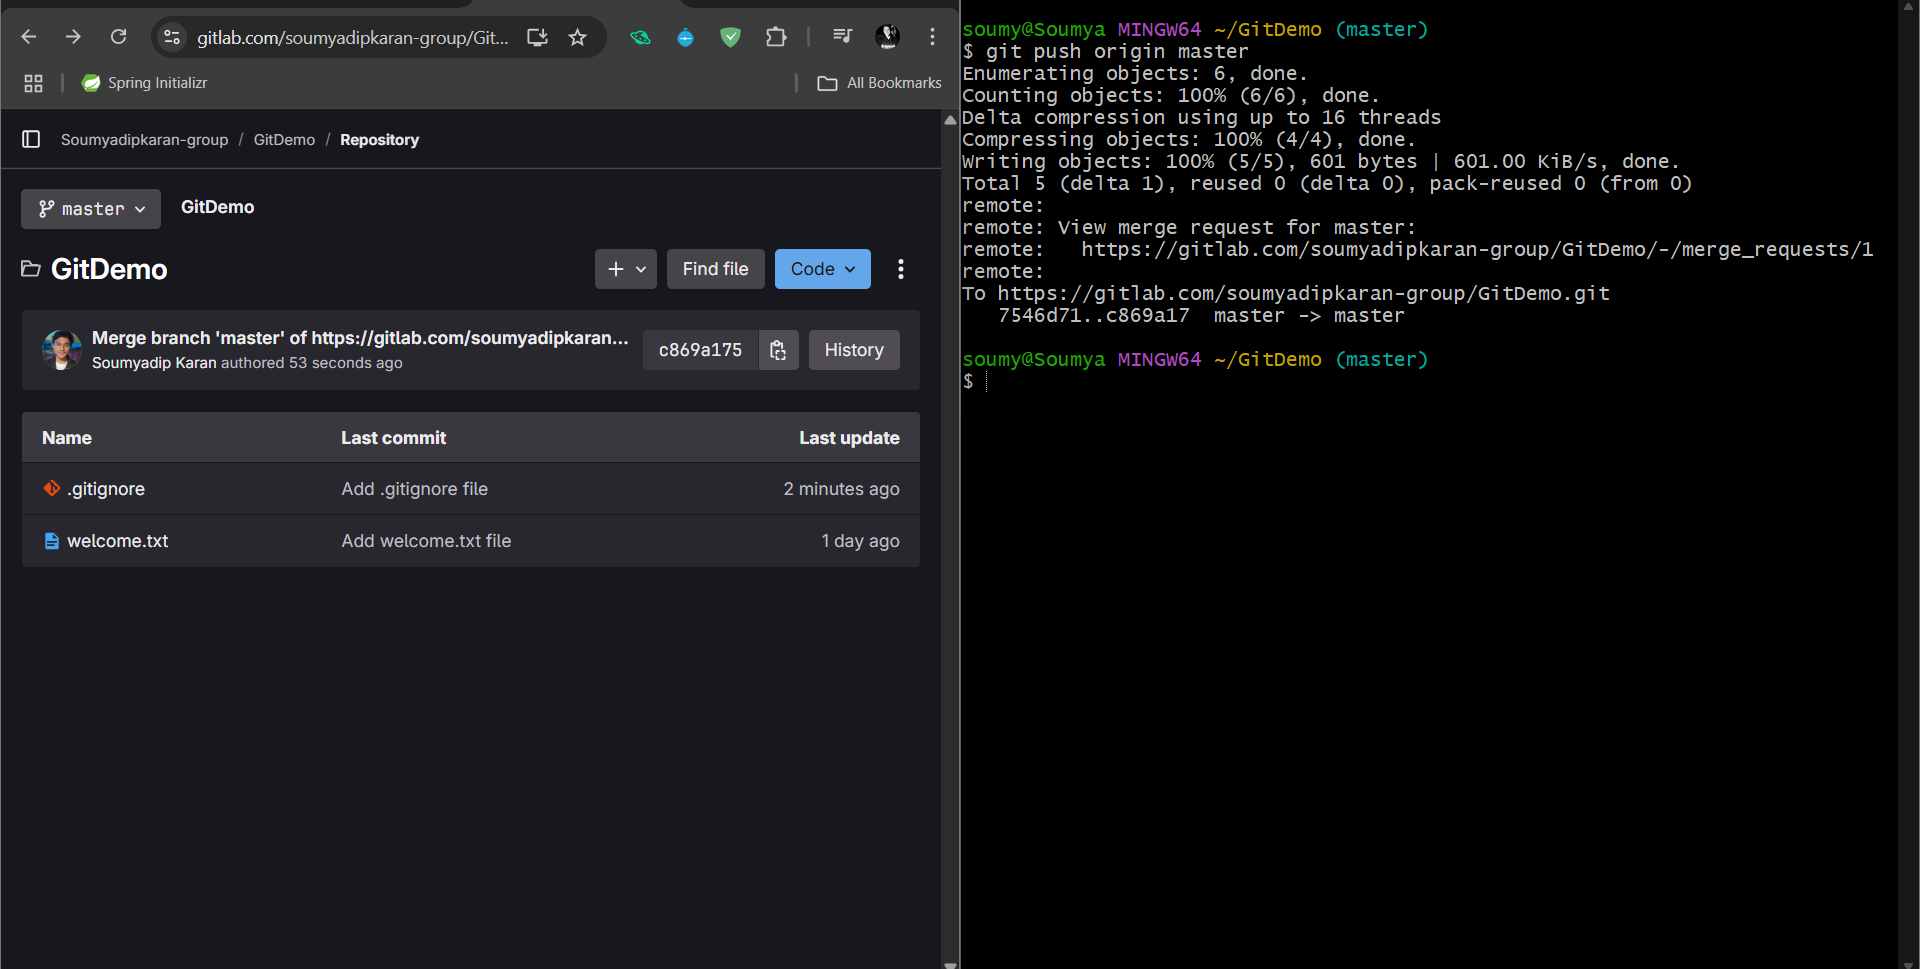 gitlab.com/soumyadipkaran-group/Git...
Spring Initializr
All Bookmarks
Soumyadipkaran-group / GitDemo / Repository
master
GitDemo
GitDemo
Find file
Code
Merge branch 'master' of https://gitlab.com/soumyadipkaran...
Soumyadip Karan authored 53 seconds ago
c869a175
History
Name Last commit Last update
.gitignore Add .gitignore file 2 minutes ago
welcome.txt Add welcome.txt file 1 day ago
soumy@Soumya MINGW64 ~/GitDemo (master)
$ git push origin master
Enumerating objects: 6, done.
Counting objects: 100% (6/6), done.
Delta compression using up to 16 threads
Compressing objects: 100% (4/4), done.
Writing objects: 100% (5/5), 601 bytes | 601.00 KiB/s, done.
Total 5 (delta 1), reused 0 (delta 0), pack-reused 0 (from 0)
remote:
remote: View merge request for master:
remote:   https://gitlab.com/soumyadipkaran-group/GitDemo/-/merge_requests/1
remote:
To https://gitlab.com/soumyadipkaran-group/GitDemo.git
   7546d71..c869a17  master -> master
soumy@Soumya MINGW64 ~/GitDemo (master)
$